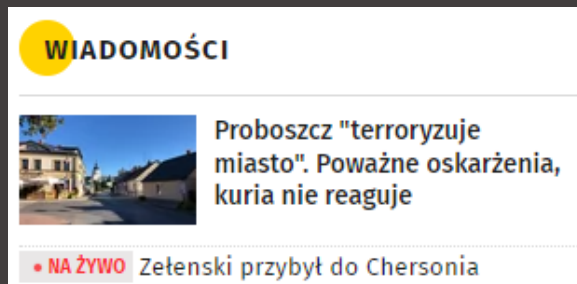 WIADOMOŚCI
Proboszcz "terroryzuje
miasto". Poważne oskarżenia,
kuria nie reaguje
• NA ŻYWO Zełenski przybył do Chersonia